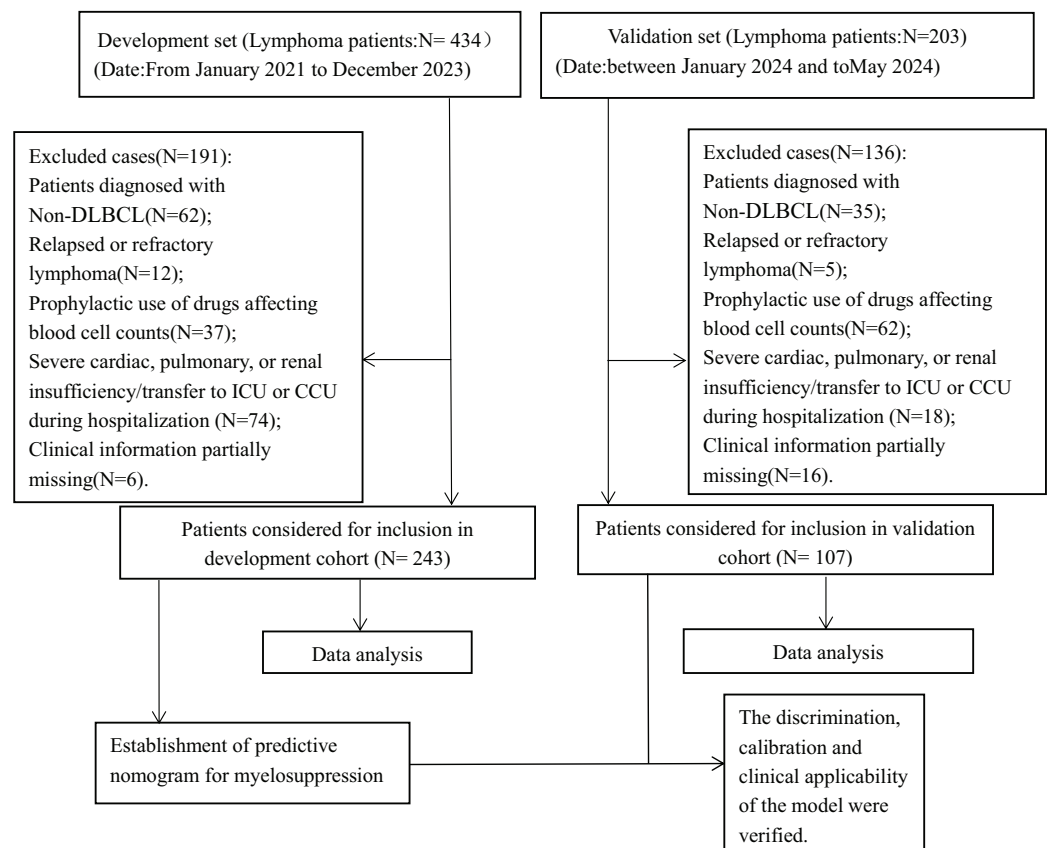 Development set (Lymphoma patients:N= 434）
(Date:From January 2021 to December 2023)
Validation set (Lymphoma patients:N=203)
(Date:between January 2024 and toMay 2024)
Excluded cases(N=191):
Patients diagnosed with
Non-DLBCL(N=62);
Relapsed or refractory
lymphoma(N=12);
Prophylactic use of drugs affecting
blood cell counts(N=37);
Severe cardiac, pulmonary, or renal
insufficiency/transfer to ICU or CCU
during hospitalization (N=74);
Clinical information partially
missing(N=6).
Excluded cases(N=136):
Patients diagnosed with
Non-DLBCL(N=35);
Relapsed or refractory
lymphoma(N=5);
Prophylactic use of drugs affecting
blood cell counts(N=62);
Severe cardiac, pulmonary, or renal
insufficiency/transfer to ICU or CCU
during hospitalization (N=18);
Clinical information partially
missing(N=16).
Patients considered for inclusion in
development cohort (N= 243)
Patients considered for inclusion in validation
cohort (N= 107)
Data analysis
Data analysis
Establishment of predictive
nomogram for myelosuppression
The discrimination,
calibration and
clinical applicability
of the model were
verified.